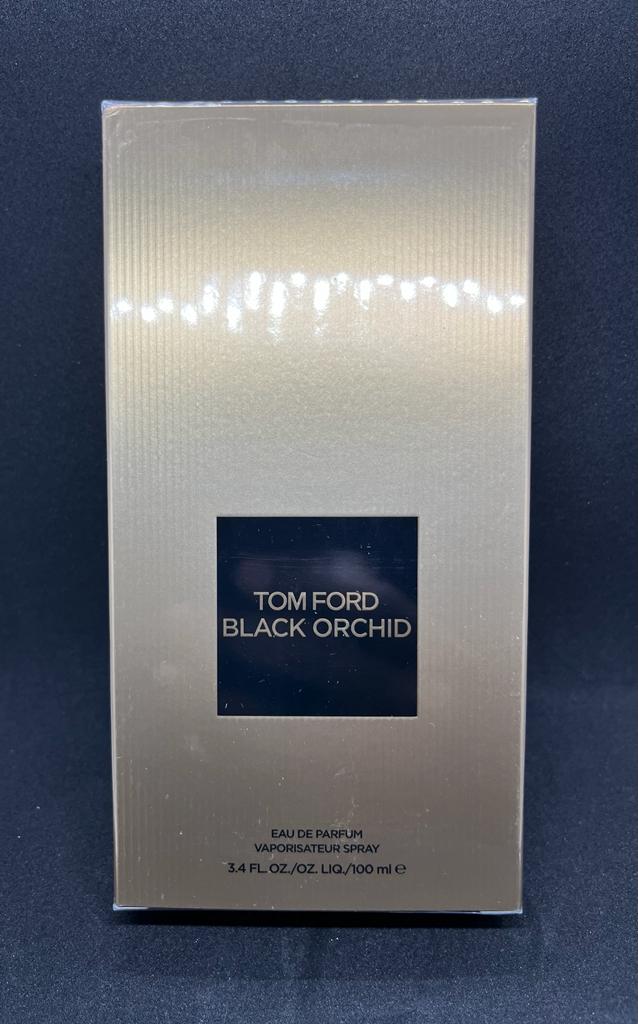 TOM FORD
BLACK ORCHID
EAU DE PARFUM
VAPORISATEUR SPRAY
3.4 FL. OZ./OZ. LIQ./100 ml ℮